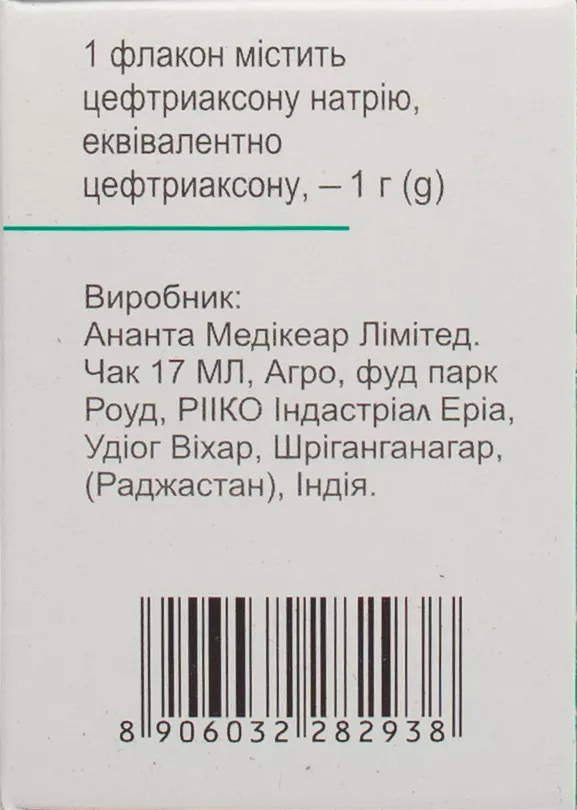 1 флакон містить
цефтриаксону натрію,
еквівалентно
цефтриаксону, – 1 г (g)
Виробник:
Ананта Медікеар Лімітед.
Чак 17 МЛ, Агро, фуд парк
Роуд, РІІКО Індастріал Еріа,
Удіог Віхар, Шріганганагар,
(Раджастан), Індія.
8 906032 282938